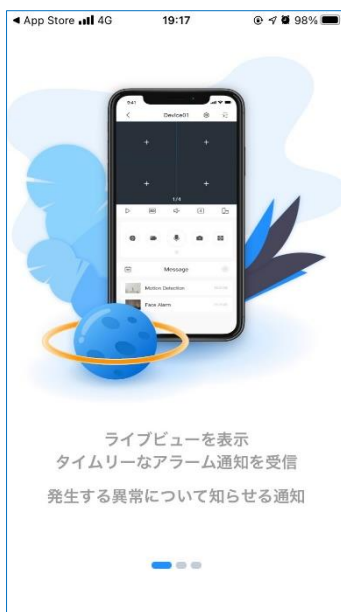 App Store 4G 19:17 98%
9:41
Device01
1/4
Message
Motion Detection
Face Alarm
ライブビューを表示
タイムリーなアラーム通知を受信
発生する異常について知らせる通知